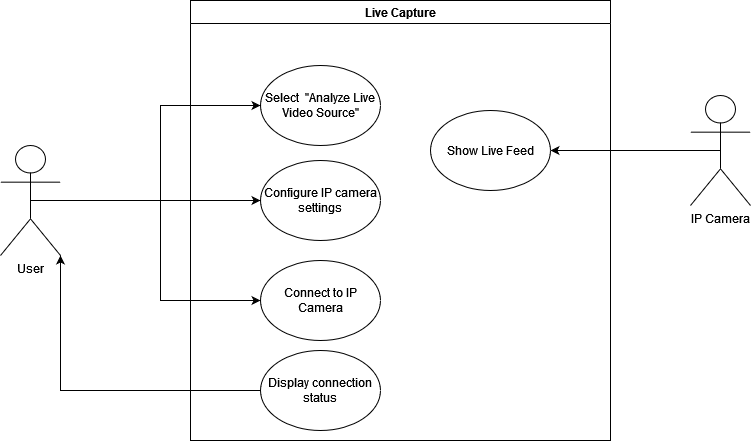 Live Capture
Select "Analyze Live
Video Source"
Show Live Feed
Configure IP camera
settings
IP Camera
User
Connect to IP
Camera
Display connection
status